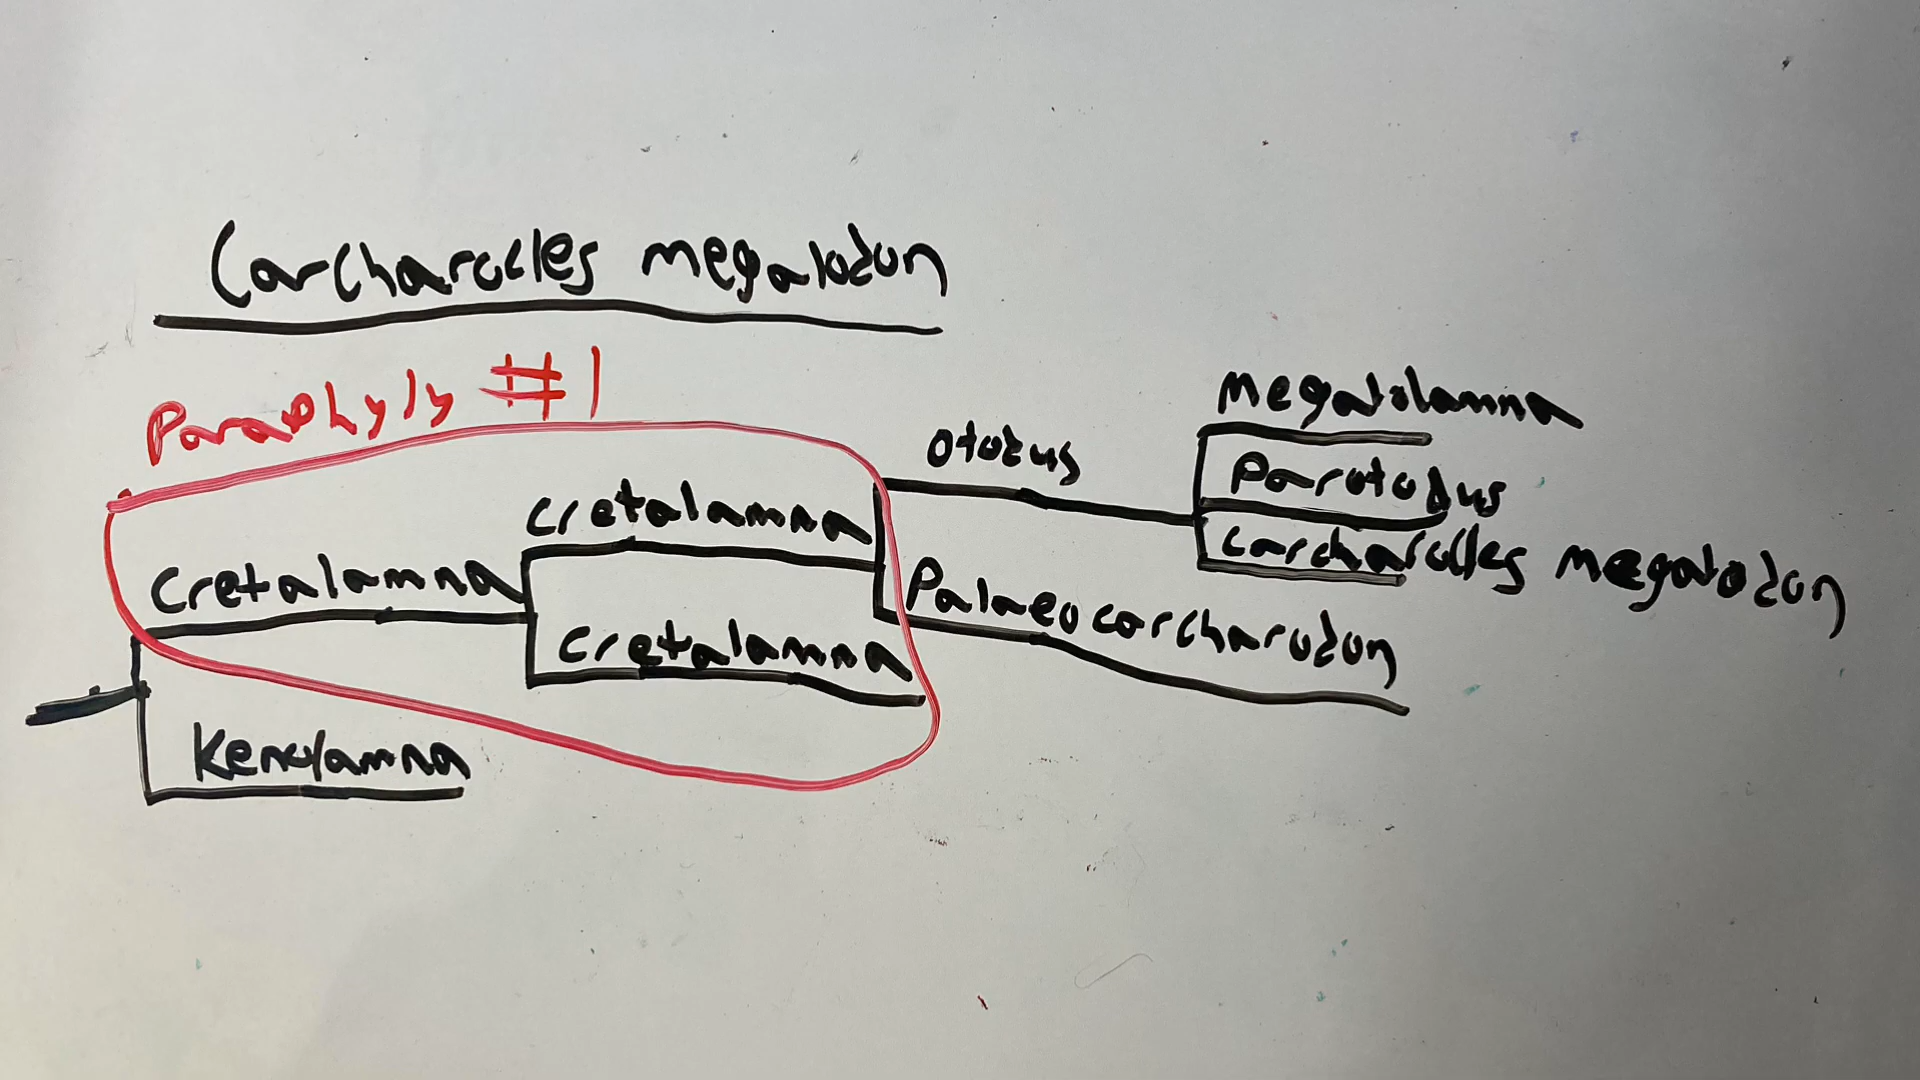 Carcharocles megalodon
Paraphyly #1
Megalolamna
Otodus
Parotodus
Cretalamna
Carcharocles megalodon
Cretalamna
Palaeocarcharodon
Cretalamna
Kenolamna